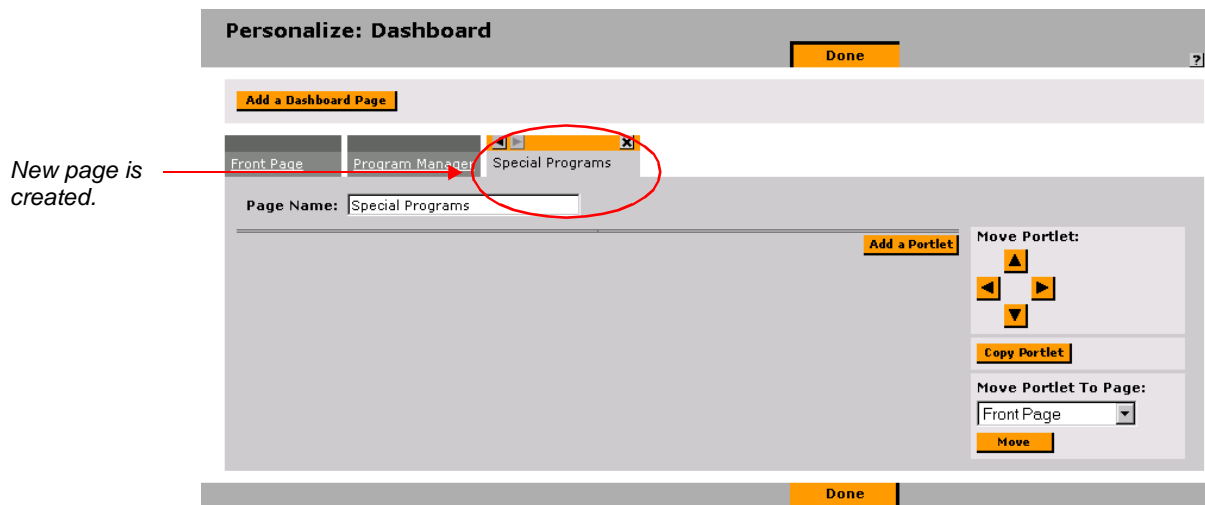 Personalize: Dashboard
Done
?
Add a Dashboard Page
Front Page
Program Manager
Special Programs
New page is
created.
Page Name:
Special Programs
Add a Portlet
Move Portlet:
Copy Portlet
Move Portlet To Page:
Front Page
Move
Done